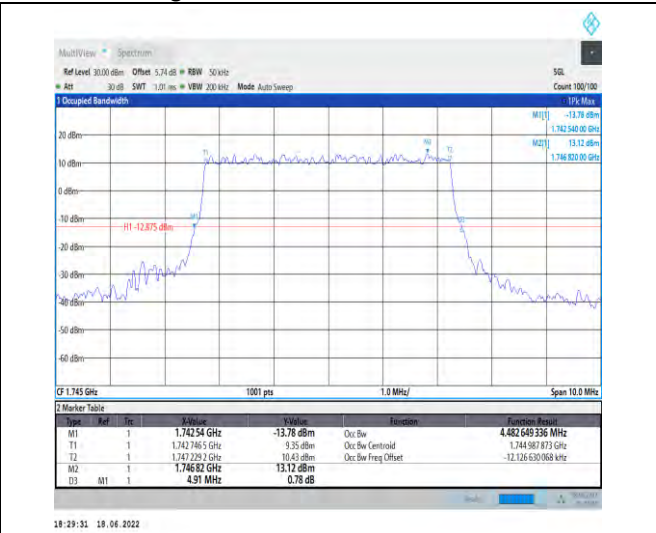 MultiView Spectrum
Ref Level 30.00 dBm Offset 5.74 dB RBW 50 kHz SGL
Att 30 dB SWT 1.01 ms VBW 200 kHz Mode Auto Sweep Count 100/100
1 Occupied Bandwidth 1Pk Max
M1[1] -13.78 dBm
1.742 540 00 GHz
M2[1] 13.12 dBm
1.746 820 00 GHz
20 dBm
M2
T1 T2
10 dBm
0 dBm
-10 dBm
M1
H1 -12.875 dBm
-20 dBm
-30 dBm
-40 dBm
-50 dBm
-60 dBm
CF 1.745 GHz 1001 pts 1.0 MHz/ Span 10.0 MHz
2 Marker Table
Type Ref Trc X-Value Y-Value Function Function Result
M1 1 1.742 54 GHz -13.78 dBm Occ Bw 4.482 649 336 MHz
T1 1 1.742 746 5 GHz 9.35 dBm Occ Bw Centroid 1.744 987 873 GHz
T2 1 1.747 229 2 GHz 10.43 dBm Occ Bw Freq Offset -12.126 630 068 kHz
M2 1 1.746 82 GHz 13.12 dBm
D3 M1 1 4.91 MHz 0.78 dB
18:29:31 18.06.2022